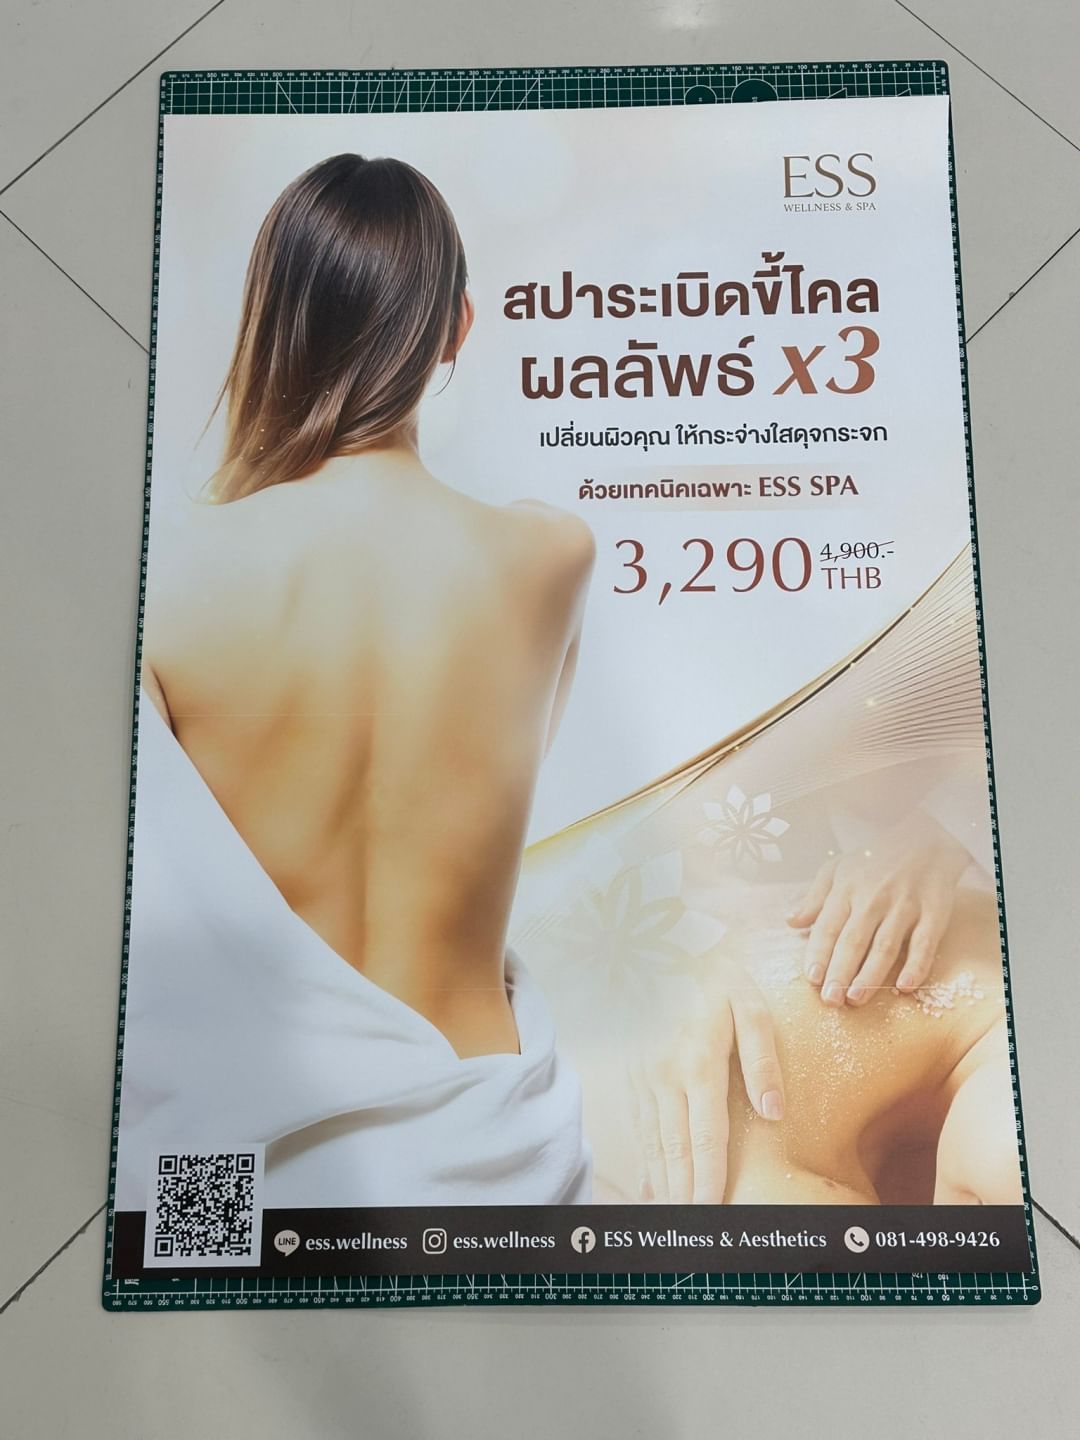 ESS
WELLNESS & SPA
สปาระเบิดขี้ไคล
ผลลัพธ์ x3
เปลี่ยนผิวคุณ ให้กระจ่างใสดุจกระจก
ด้วยเทคนิคเฉพาะ ESS SPA
3,290 4,900.- THB
LINE ess.wellness ess.wellness ESS Wellness & Aesthetics 081-498-9426